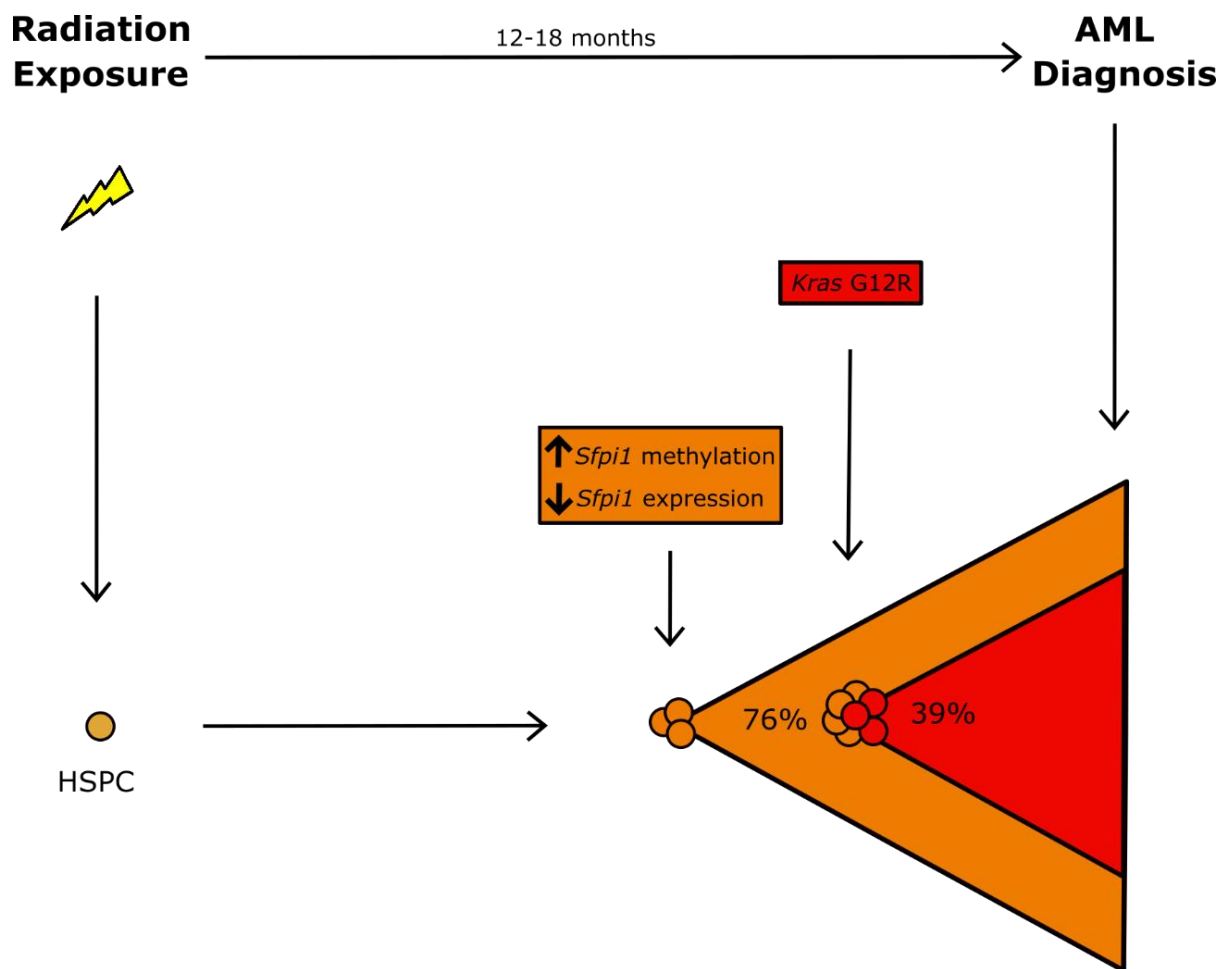 Radiation
Exposure
12-18 months
AML
Diagnosis
Kras G12R
Sfpi1 methylation
Sfpi1 expression
76%
39%
HSPC